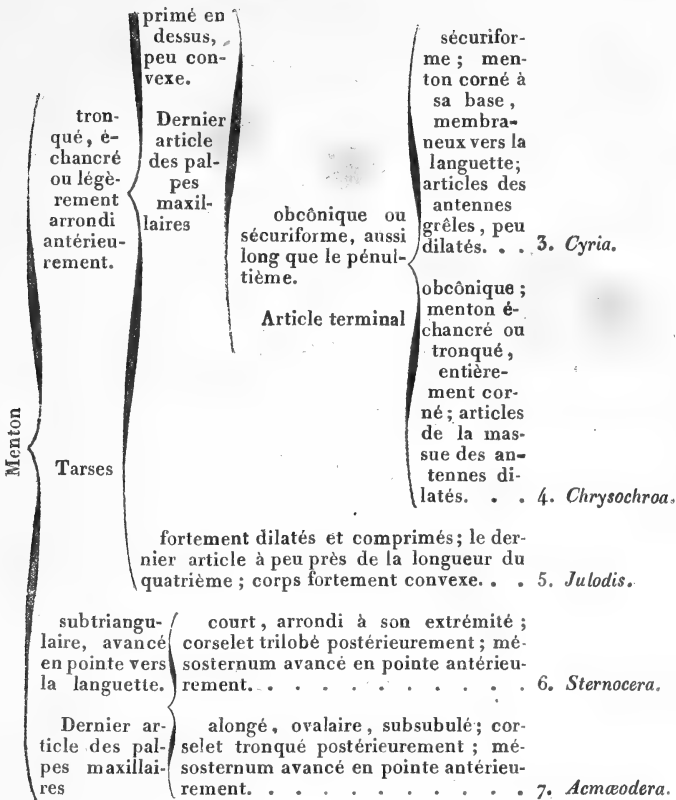 primé en
dessus,
peu con-
vexe.
Menton
tron-
qué, é-
chancré
ou légè-
rement
arrondi
antérieu-
rement.
Tarses
Dernier
article
des pal-
pes
maxil-
laires
obcônique ou
sécuriforme, aussi
long que le pénul-
tième.
Article terminal
sécurifor-
me ; men-
ton corné à
sa base,
membra-
neux vers la
languette;
articles des
antennes
grêles, peu
dilatés. . . 3. Cyria.
obcônique ;
menton é-
chancré ou
tronqué,
entière-
ment cor-
né ; articles
de la mas-
sue des an-
tennes di-
latés. . . 4. Chrysochroa.
fortement dilatés et comprimés ; le der-
nier article à peu près de la longueur du
quatrième ; corps fortement convexe. . . 5. Julodis.
subtriangu-
laire, avancé
en pointe vers
la languette.
Dernier ar-
ticle des pal-
pes maxillai-
res
court, arrondi à son extrémité ;
corselet trilobé postérieurement ; mé-
sosternum avancé en pointe antérieu-
rement. . . . . . . . . . 6. Sternocera.
alongé, ovalaire, subsubulé ; cor-
selet tronqué postérieurement ; mé-
sosternum avancé en pointe antérieu-
rement. . . . . . . . . . 7. Acmæodera.